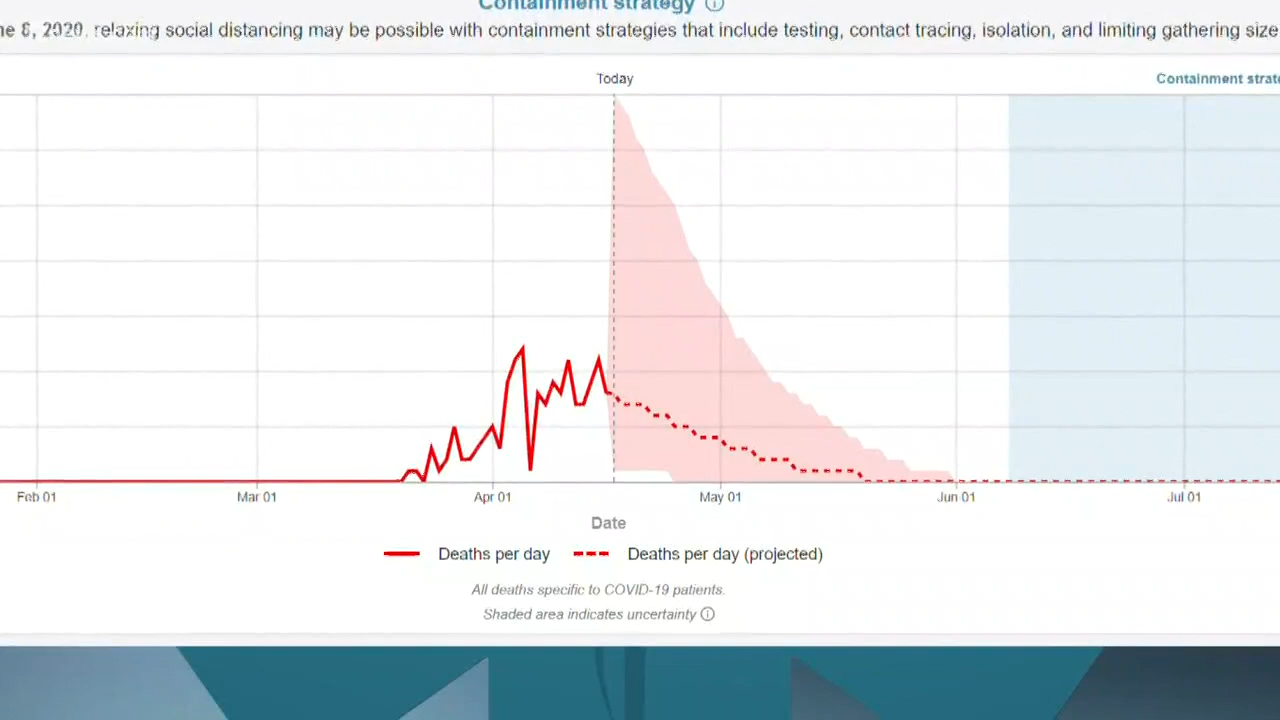 Containment strategy
ne 8, 2020, relaxing social distancing may be possible with containment strategies that include testing, contact tracing, isolation, and limiting gathering size
Today
Containment strate
Feb 01
Mar 01
Apr 01
May 01
Jun 01
Jul 01
Date
Deaths per day
Deaths per day (projected)
All deaths specific to COVID-19 patients.
Shaded area indicates uncertainty